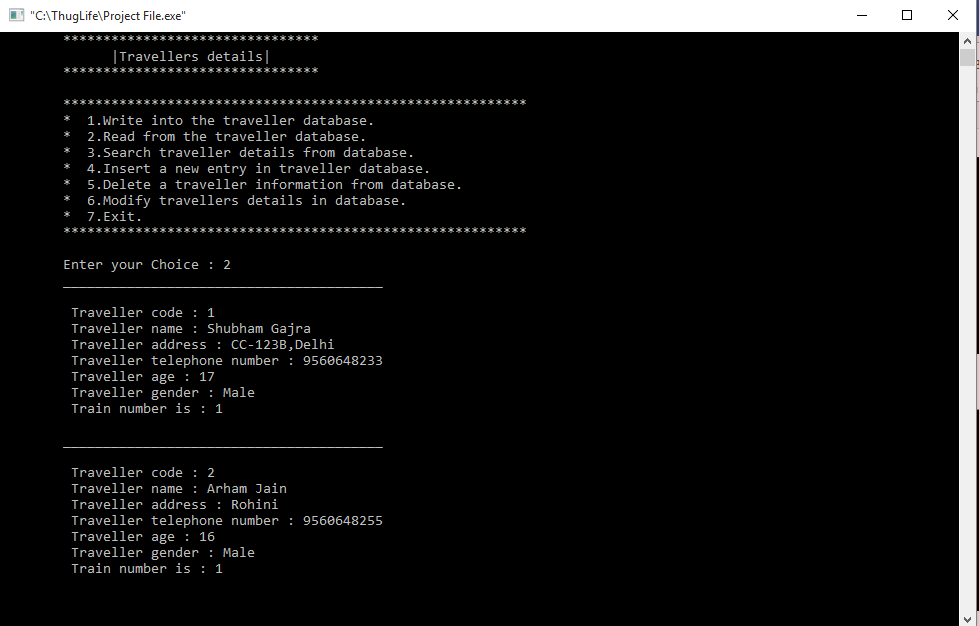 "C:\ThugLife\Project File.exe"
********************************
|Travellers details|
********************************
**********************************************************
*  1.Write into the traveller database.
*  2.Read from the traveller database.
*  3.Search traveller details from database.
*  4.Insert a new entry in traveller database.
*  5.Delete a traveller information from database.
*  6.Modify travellers details in database.
*  7.Exit.
**********************************************************
Enter your Choice : 2
________________________________________
Traveller code : 1
Traveller name : Shubham Gajra
Traveller address : CC-123B,Delhi
Traveller telephone number : 9560648233
Traveller age : 17
Traveller gender : Male
Train number is : 1
________________________________________
Traveller code : 2
Traveller name : Arham Jain
Traveller address : Rohini
Traveller telephone number : 9560648255
Traveller age : 16
Traveller gender : Male
Train number is : 1